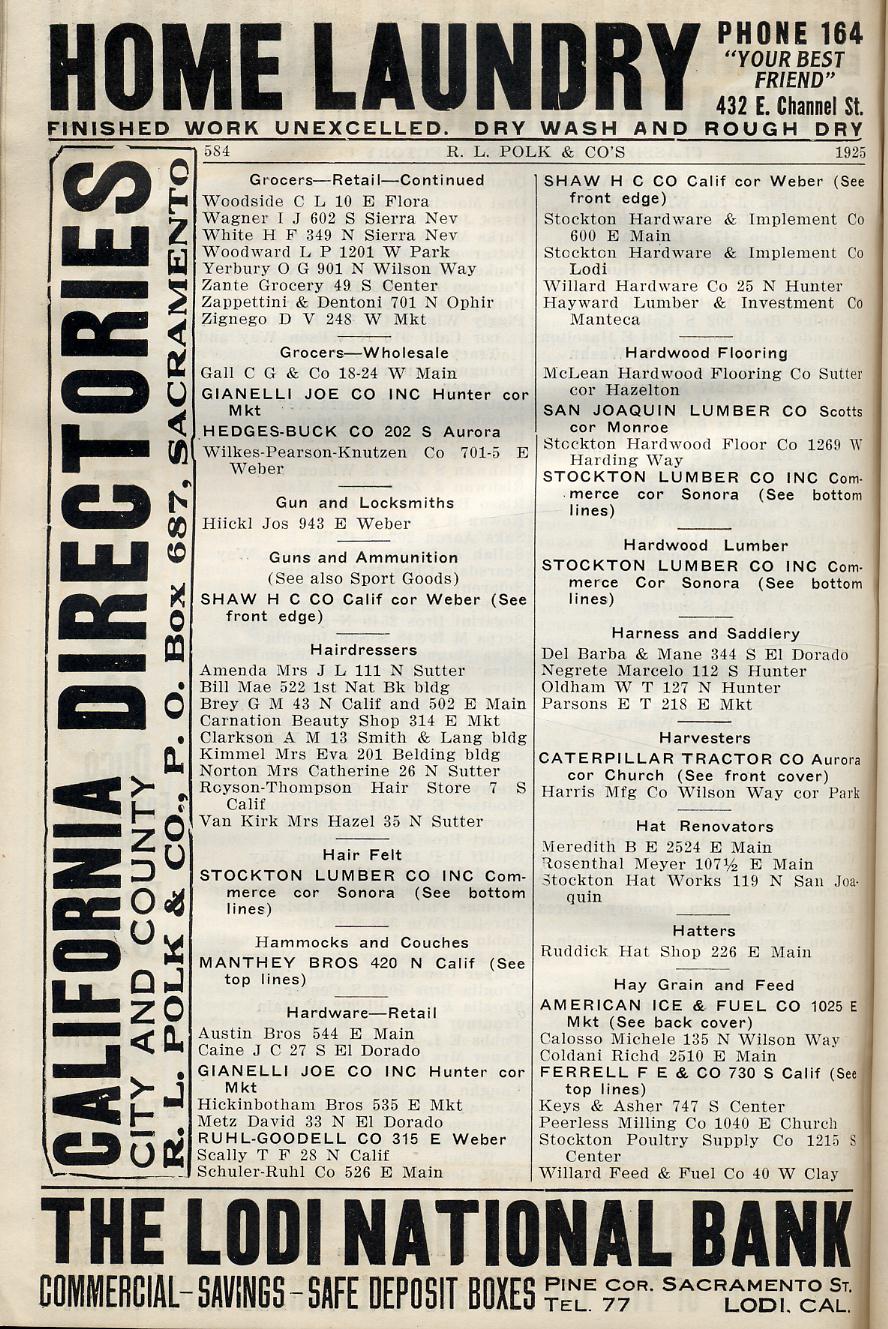 HOME LAUNDRY
PHONE 164
"YOUR BEST
FRIEND"
432 E. Channel St.
FINISHED WORK UNEXCELLED. DRY WASH AND ROUGH DRY
CALIFORNIA DIRECTORIES
CITY AND COUNTY
R. L. POLK & CO., P. O. Box 687, SACRAMENTO
584 R. L. POLK & CO'S 1925
Grocers—Retail—Continued
Woodside C L 10 E Flora
Wagner I J 602 S Sierra Nev
White H F 349 N Sierra Nev
Woodward L P 1201 W Park
Yerbury O G 901 N Wilson Way
Zante Grocery 49 S Center
Zappettini & Dentoni 701 N Ophir
Zignego D V 248 W Mkt
Grocers—Wholesale
Gall C G & Co 18-24 W Main
GIANELLI JOE CO INC Hunter cor
Mkt
HEDGES-BUCK CO 202 S Aurora
Wilkes-Pearson-Knutzen Co 701-5 E
Weber
Gun and Locksmiths
Hiickl Jos 943 E Weber
Guns and Ammunition
(See also Sport Goods)
SHAW H C CO Calif cor Weber (See
front edge)
Hairdressers
Amenda Mrs J L 111 N Sutter
Bill Mae 522 1st Nat Bk bldg
Brey G M 43 N Calif and 502 E Main
Carnation Beauty Shop 314 E Mkt
Clarkson A M 13 Smith & Lang bldg
Kimmel Mrs Eva 201 Belding bldg
Norton Mrs Catherine 26 N Sutter
Royson-Thompson Hair Store 7 S
Calif
Van Kirk Mrs Hazel 35 N Sutter
Hair Felt
STOCKTON LUMBER CO INC Com-
merce cor Sonora (See bottom
lines)
Hammocks and Couches
MANTHEY BROS 420 N Calif (See
top lines)
Hardware—Retail
Austin Bros 544 E Main
Caine J C 27 S El Dorado
GIANELLI JOE CO INC Hunter cor
Mkt
Hickinbotham Bros 535 E Mkt
Metz David 33 N El Dorado
RUHL-GOODELL CO 315 E Weber
Scally T F 28 N Calif
Schuler-Ruhl Co 526 E Main
SHAW H C CO Calif cor Weber (See
front edge)
Stockton Hardware & Implement Co
600 E Main
Stockton Hardware & Implement Co
Lodi
Willard Hardware Co 25 N Hunter
Hayward Lumber & Investment Co
Manteca
Hardwood Flooring
McLean Hardwood Flooring Co Sutter
cor Hazelton
SAN JOAQUIN LUMBER CO Scotts
cor Monroe
Stockton Hardwood Floor Co 1269 W
Harding Way
STOCKTON LUMBER CO INC Com-
merce cor Sonora (See bottom
lines)
Hardwood Lumber
STOCKTON LUMBER CO INC Com-
merce Cor Sonora (See bottom
lines)
Harness and Saddlery
Del Barba & Mane 344 S El Dorado
Negrete Marcelo 112 S Hunter
Oldham W T 127 N Hunter
Parsons E T 218 E Mkt
Harvesters
CATERPILLAR TRACTOR CO Aurora
cor Church (See front cover)
Harris Mfg Co Wilson Way cor Park
Hat Renovators
Meredith B E 2524 E Main
Rosenthal Meyer 107½ E Main
Stockton Hat Works 119 N San Joa-
quin
Hatters
Ruddick Hat Shop 226 E Main
Hay Grain and Feed
AMERICAN ICE & FUEL CO 1025 E
Mkt (See back cover)
Calosso Michele 135 N Wilson Way
Coldani Richd 2510 E Main
FERRELL F E & CO 730 S Calif (See
top lines)
Keys & Asher 747 S Center
Peerless Milling Co 1040 E Church
Stockton Poultry Supply Co 1215 S
Center
Willard Feed & Fuel Co 40 W Clay
THE LODI NATIONAL BANK
COMMERCIAL-SAVINGS-SAFE DEPOSIT BOXES
PINE COR. SACRAMENTO ST.
TEL. 77 LODI, CAL.